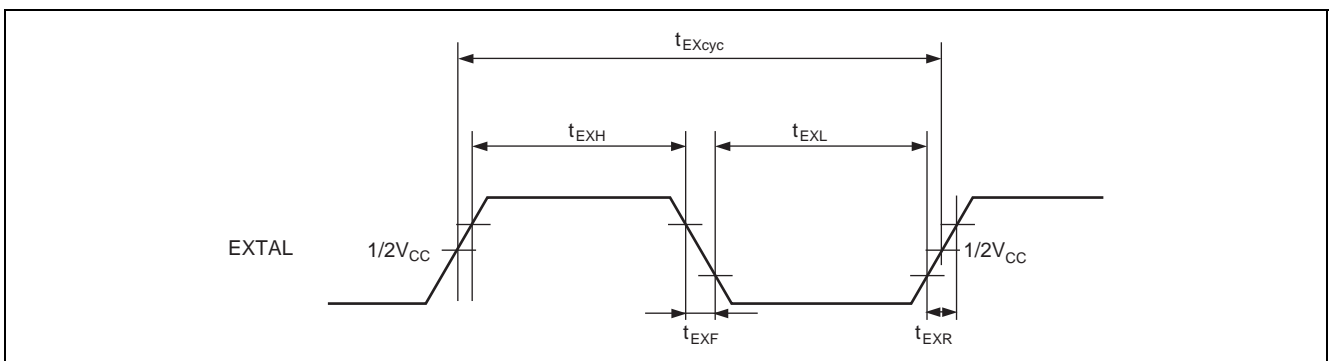 tEXcyc
tEXH
tEXL
EXTAL
1/2VCC
1/2VCC
tEXF
tEXR